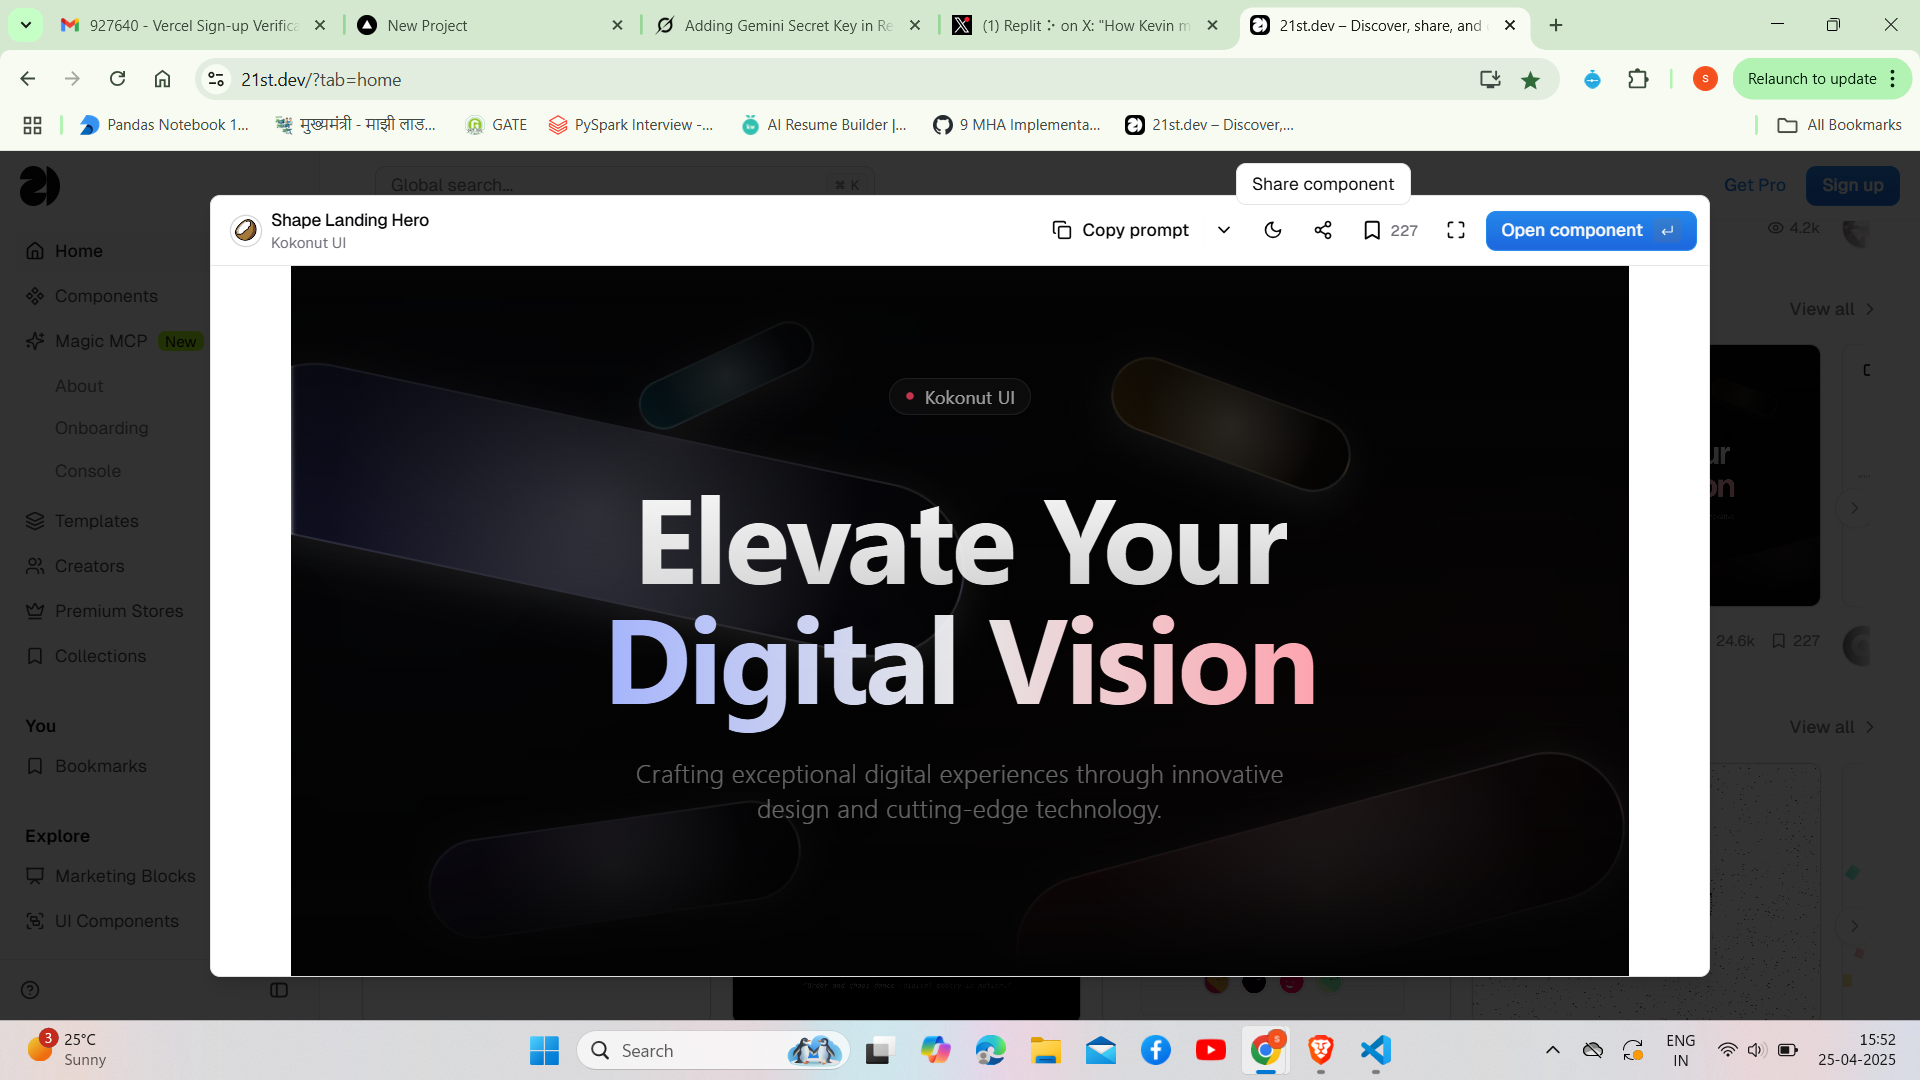 927640 - Vercel Sign-up Verifica
New Project
Adding Gemini Secret Key in Re
(1) Replit ⠕ on X: "How Kevin m
21st.dev – Discover, share, and
21st.dev/?tab=home
Relaunch to update
Pandas Notebook 1...
मुख्यमंत्री - माझी लाड...
GATE
PySpark Interview -...
AI Resume Builder |...
9 MHA Implementa...
21st.dev – Discover,...
All Bookmarks
Global search...
⌘ K
Share component
Get Pro
Sign up
Shape Landing Hero
Kokonut UI
Copy prompt
227
Open component
4.2k
Home
Components
Magic MCP New
About
Onboarding
Console
Templates
Creators
Premium Stores
Collections
You
Bookmarks
Explore
Marketing Blocks
UI Components
View all
24.6k
227
View all
Kokonut UI
Elevate Your
Digital Vision
Crafting exceptional digital experiences through innovative
design and cutting-edge technology.
3
25°C
Sunny
Search
ENG
IN
15:52
25-04-2025